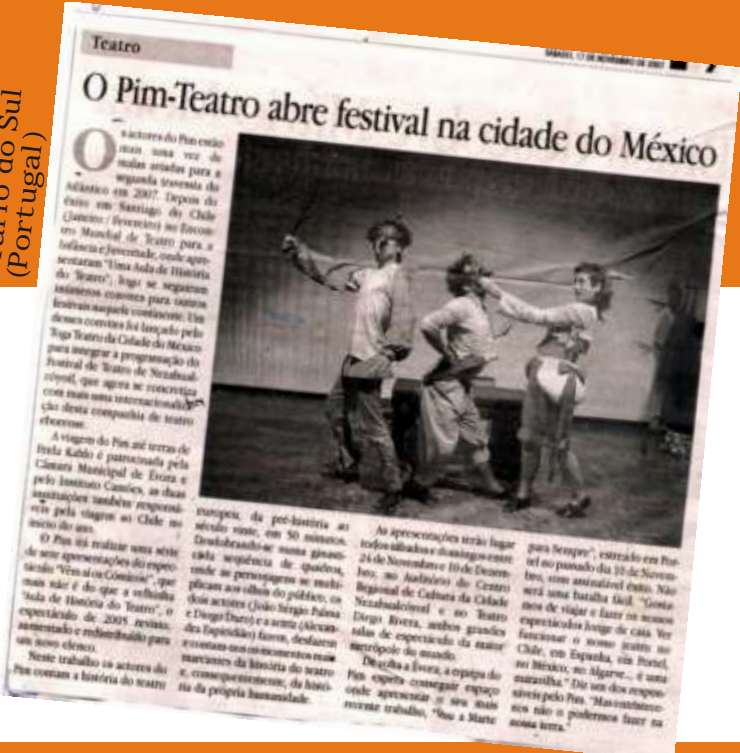 ário do Sul
(Portugal)
Teatro
SÁBADO, 17 DE NOVEMBRO DE 2007
O Pim-Teatro abre festival na cidade do México
Os actores do Pim estão
mais uma vez de
malas aviadas para a
segunda travessia do
Atlântico em 2007. Depois do
êxito em Santiago do Chile
(Janeiro / Fevereiro) no Encon-
tro Mundial de Teatro para a
Infância e Juventude, onde apre-
sentaram "Uma Aula de História
do Teatro", logo se seguiram
inúmeros convites para outros
festivais naquele continente. Um
desses convites foi lançado pelo
Toga Teatro da Cidade do México
para integrar a programação do
Festival de Teatro de Nezahual-
cóyotl, que agora se concretiza
com mais uma internacionaliza-
ção desta companhia de teatro
eborense.
A viagem do Pim até terras de
Frida Kahlo é patrocinada pela
Câmara Municipal de Évora e
pelo Instituto Camões, as duas
instituições também responsá-
veis pela viagem ao Chile no
início do ano.
O Pim irá realizar uma série
de sete apresentações do espec-
táculo "Vêm aí os Cómicos", que
mais não é do que a velhinha
"Aula de História do Teatro", o
espectáculo de 2005 revisto,
aumentado e redistribuído para
um novo elenco.
Neste trabalho os actores do
Pim contam a história do teatro
europeu, da pré-história ao
século vinte, em 50 minutos.
Desdobrando-se numa
cada sequência de quadros,
onde as personagens se multi-
plicam aos olhos do público, os
dois actores (João Sérgio Palma
e Diogo Duro) e a actriz (Alexan-
dra Espiridião) fazem, desfazem
e contam-nos os momentos mais
marcantes da história do teatro
e, consequentemente, da histó-
ria da própria humanidade.
As apresentações terão lugar
todos sábados e domingos entre
24 de Novembro e 10 de Dezem-
bro, no Auditório do Centro
Regional de Cultura da Cidade
Nezahualcóyotl e no Teatro
Diego Rivera, ambos grandes
salas de espectáculo da maior
metrópole do mundo.
De volta a Évora, a equipa do
Pim espera conseguir espaço
onde apresentar o seu mais
recente trabalho, "Vou a Marte
para Sempre", estreado em Por-
tel no passado dia 10 de Novem-
bro, com assinalável êxito. Não
será uma batalha fácil. "Gosta-
mos de viajar e fazer os nossos
espectáculos longe de casa. Ver
funcionar o nosso teatro no
Chile, em Espanha, em Portel,
no México, no Algarve... é uma
maravilha." Diz um dos respon-
sáveis pelo Pim. "Mas
nos não o podermos fazer na
nossa terra."